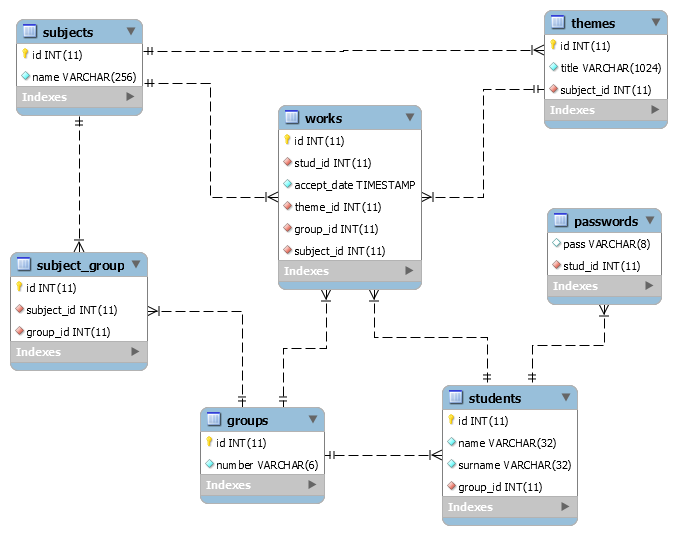 subjects
id INT(11)
name VARCHAR(256)
Indexes
themes
id INT(11)
title VARCHAR(1024)
subject_id INT(11)
Indexes
works
id INT(11)
stud_id INT(11)
accept_date TIMESTAMP
theme_id INT(11)
group_id INT(11)
subject_id INT(11)
Indexes
passwords
pass VARCHAR(8)
stud_id INT(11)
Indexes
subject_group
id INT(11)
subject_id INT(11)
group_id INT(11)
Indexes
groups
id INT(11)
number VARCHAR(6)
Indexes
students
id INT(11)
name VARCHAR(32)
surname VARCHAR(32)
group_id INT(11)
Indexes